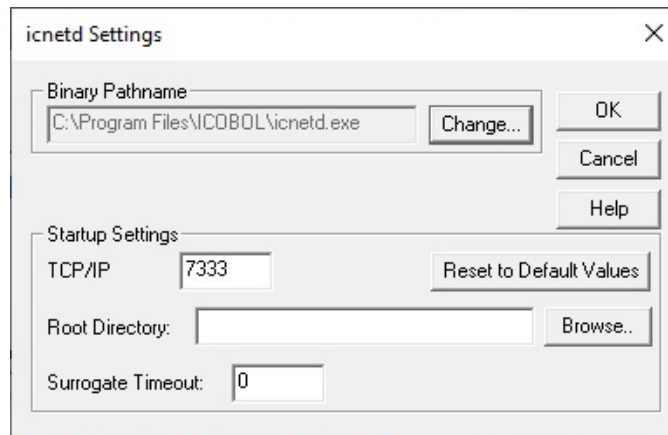 icnetd Settings
Binary Pathname
C:\Program Files\ICOBOL\icnetd.exe
Change...
OK
Cancel
Help
Startup Settings
TCP/IP
7333
Reset to Default Values
Root Directory:
Browse..
Surrogate Timeout:
0